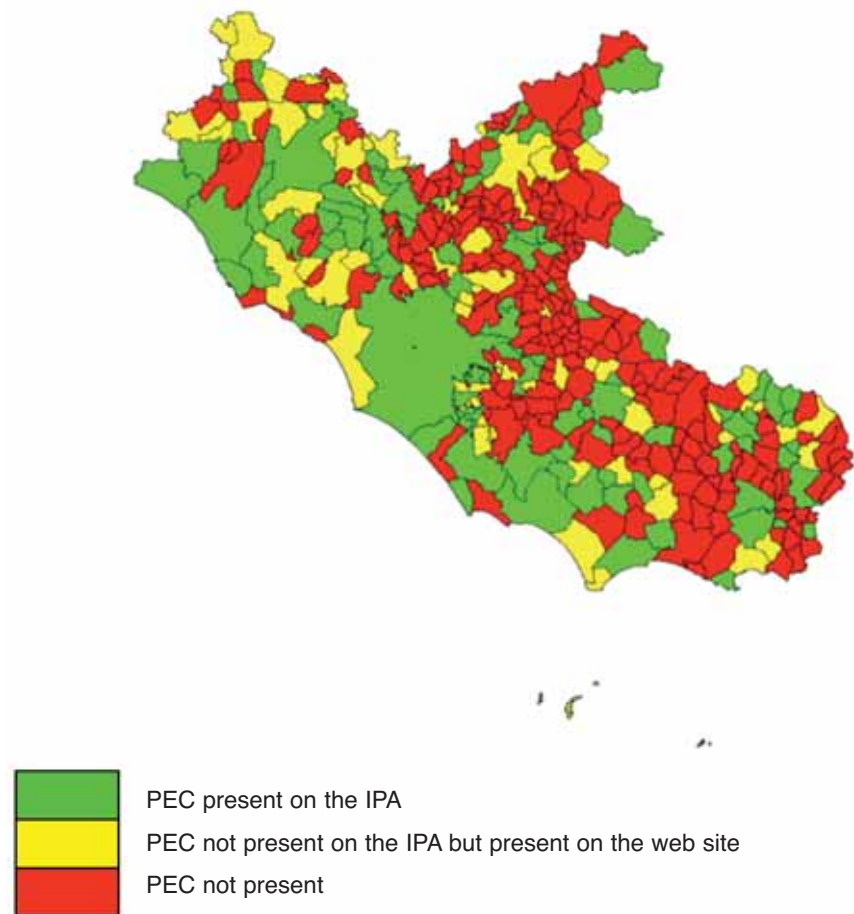 PEC present on the IPA
PEC not present on the IPA but present on the web site
PEC not present